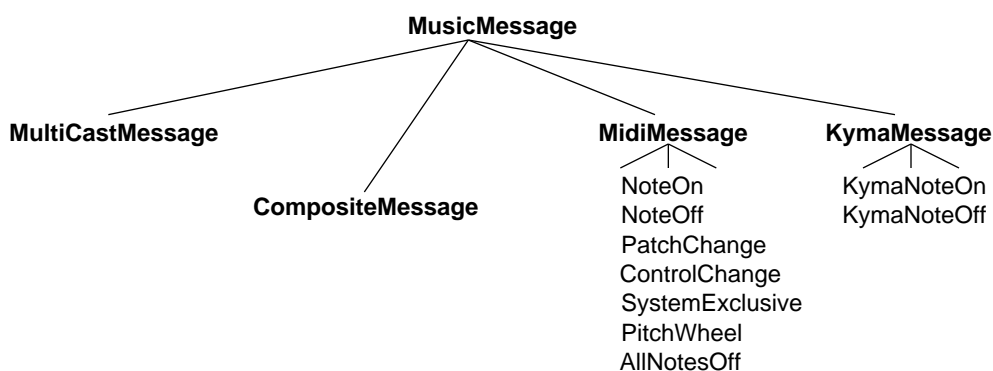 MusicMessage
MultiCastMessage
MidiMessage
KymaMessage
CompositeMessage
NoteOn
NoteOff
PatchChange
ControlChange
SystemExclusive
PitchWheel
AllNotesOff
KymaNoteOn
KymaNoteOff